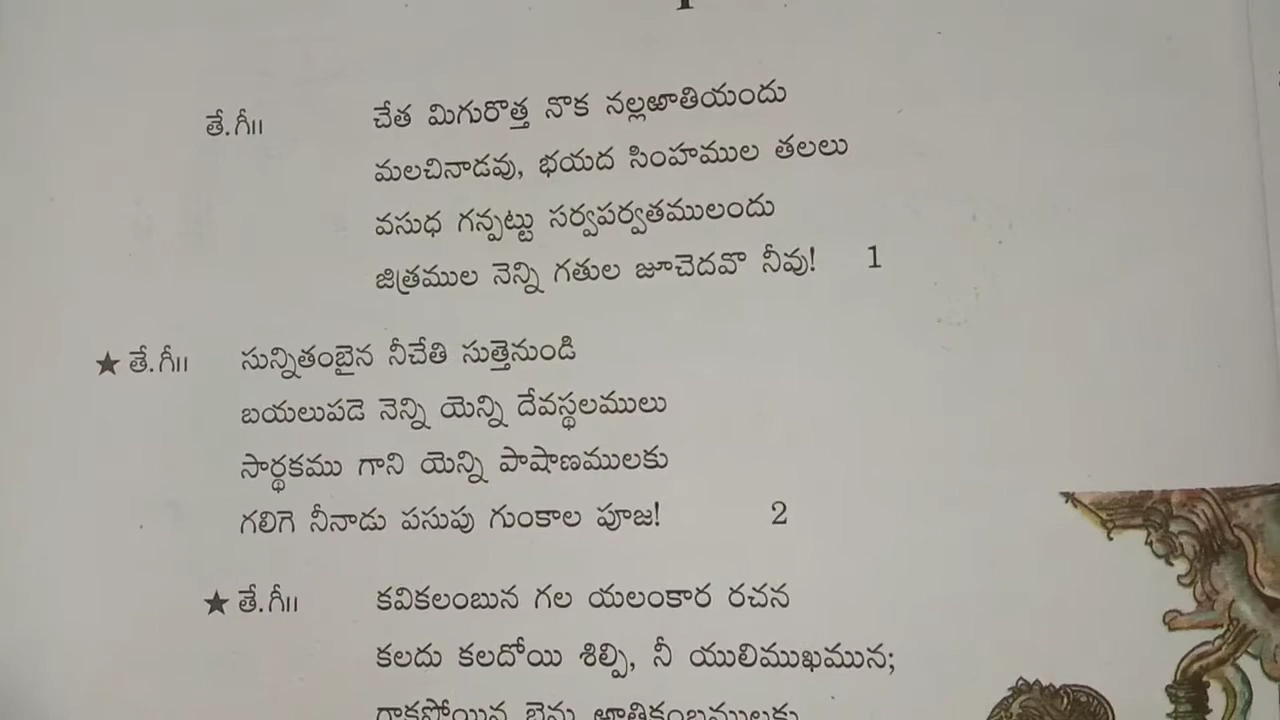 తే.గీ॥ చేత మిగురొత్త నొక నల్లఱాతియందు
మలచినాడవు, భయద సింహముల తలలు
వసుధ గన్పట్టు సర్వపర్వతములందు
జిత్రముల నెన్ని గతుల జూచెదవొ నీవు! 1
★ తే.గీ॥ సున్నితంబైన నీచేతి సుత్తెనుండి
బయలుపడె నెన్ని యెన్ని దేవస్థలములు
సార్థకము గాని యెన్ని పాషాణములకు
గలిగె నీనాడు పసుపు గుంకాల పూజ! 2
★ తే.గీ॥ కవికలంబున గల యలంకార రచన
కలదు కలదోయి శిల్పి, నీ యులిముఖమున;